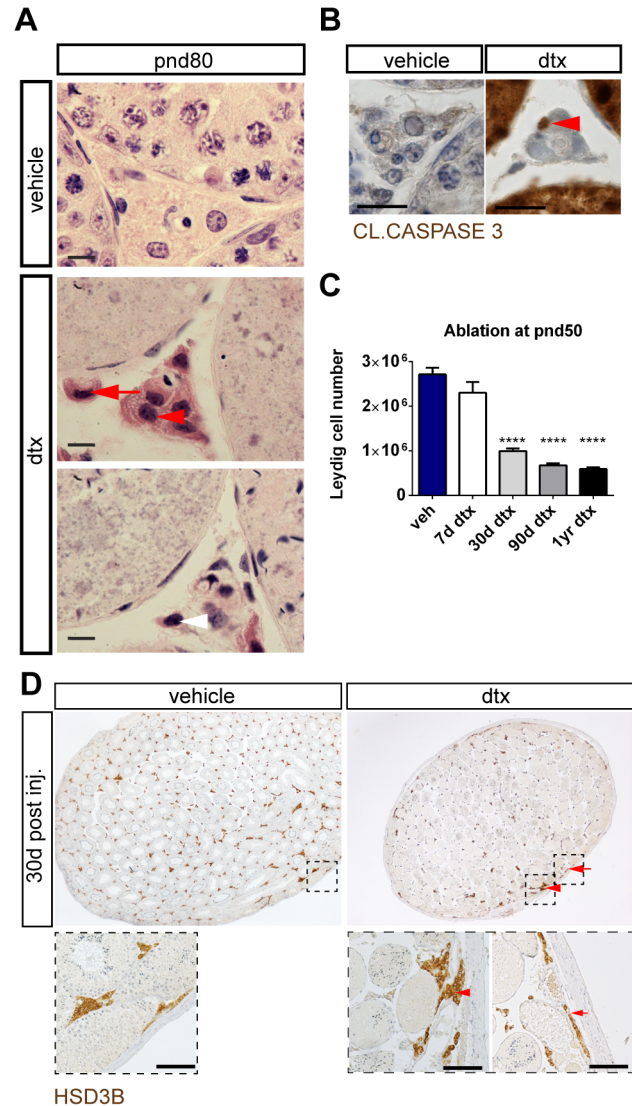 A
pnd80
vehicle
dtx
B
vehicle
dtx
CL.CASPASE 3
C
Ablation at pnd50
Leydig cell number
3×10⁶
2×10⁶
1×10⁶
0
**** **** ****
veh
7d dtx
30d dtx
90d dtx
1yr dtx
D
vehicle
dtx
30d post inj.
HSD3B